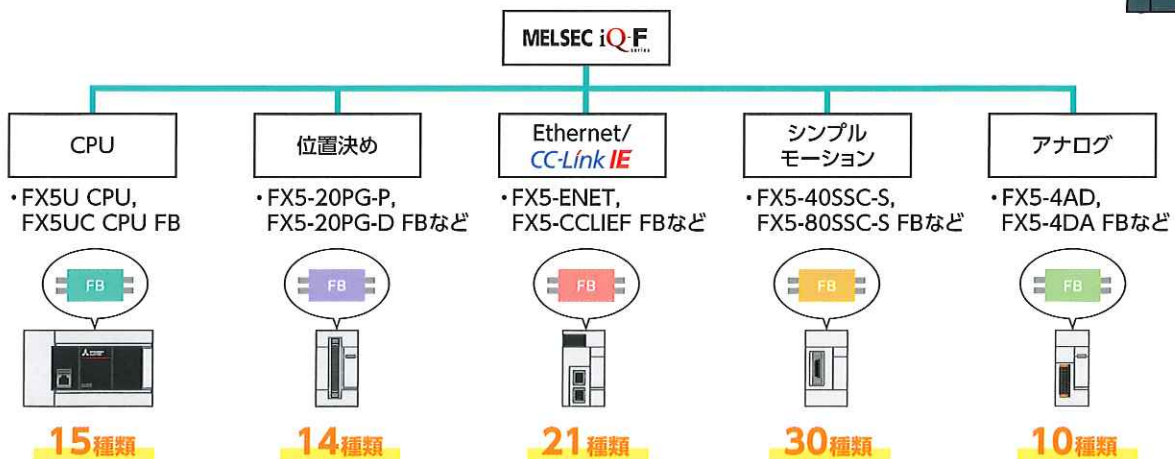 MELSEC iQ-F
series
CPU
位置決め
Ethernet/
CC-Link IE
シンプル
モーション
アナログ
・FX5U CPU,
FX5UC CPU FB
・FX5-20PG-P,
FX5-20PG-D FBなど
・FX5-ENET,
FX5-CCLIEF FBなど
・FX5-40SSC-S,
FX5-80SSC-S FBなど
・FX5-4AD,
FX5-4DA FBなど
FB
FB
FB
FB
FB
15種類
14種類
21種類
30種類
10種類